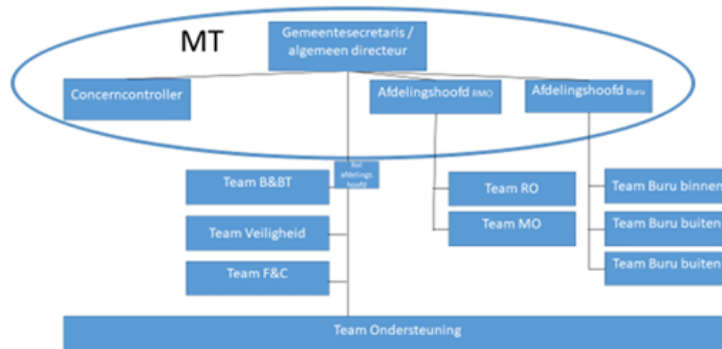 MT
Gemeentesecretaris /
algemeen directeur
Concerncontroller
Afdelingshoofd RMO
Afdelingshoofd Buru
Rol
afdelings
hoofd
Team B&BT
Team RO
Team Buru binnen
Team Veiligheid
Team MO
Team Buru buiten
Team F&C
Team Buru buiten
Team Ondersteuning